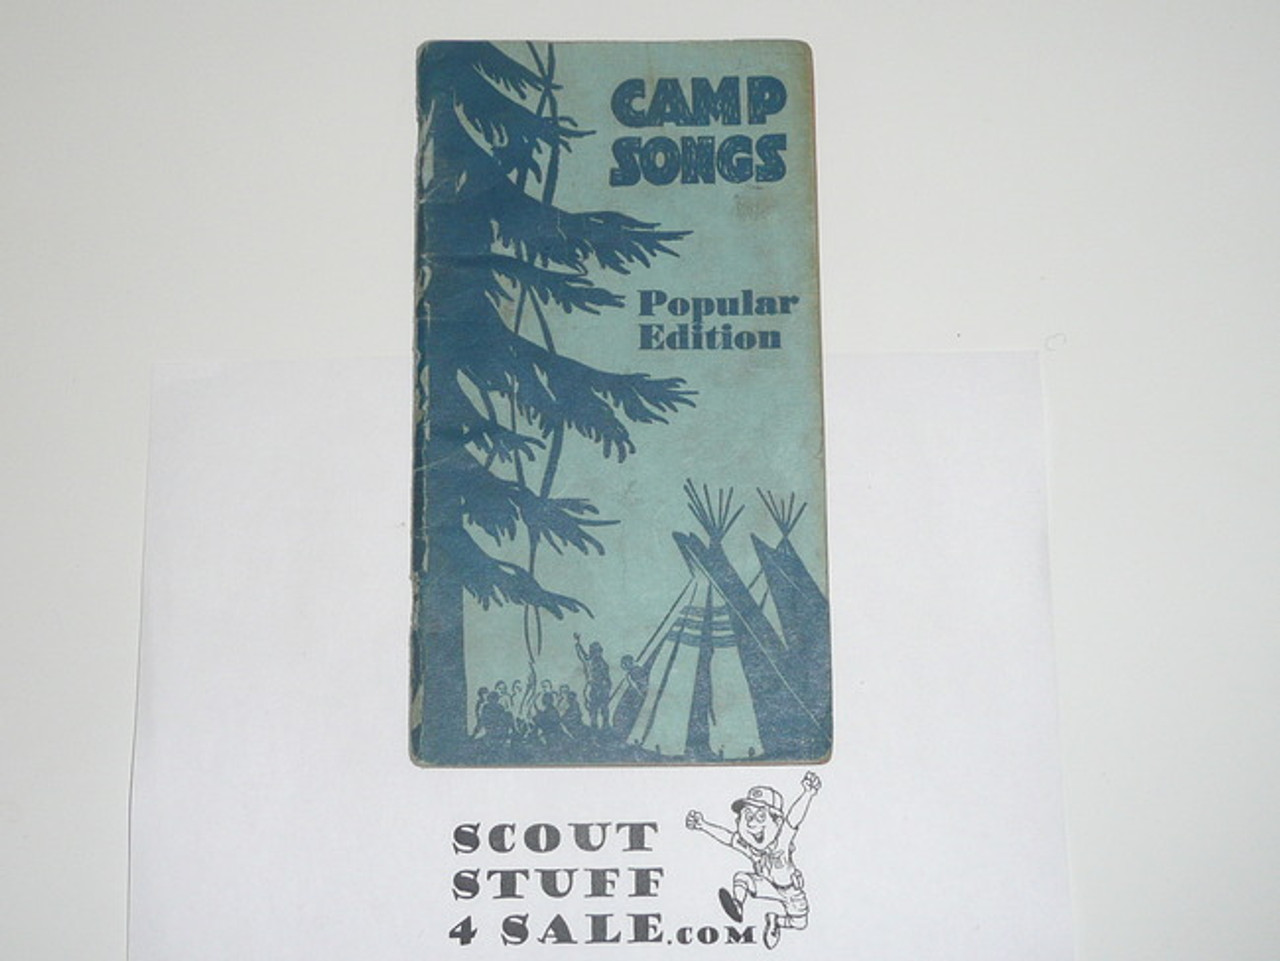 CAMP
SONGS
Popular
Edition
SCOUT
STUFF
4 SALE.COM